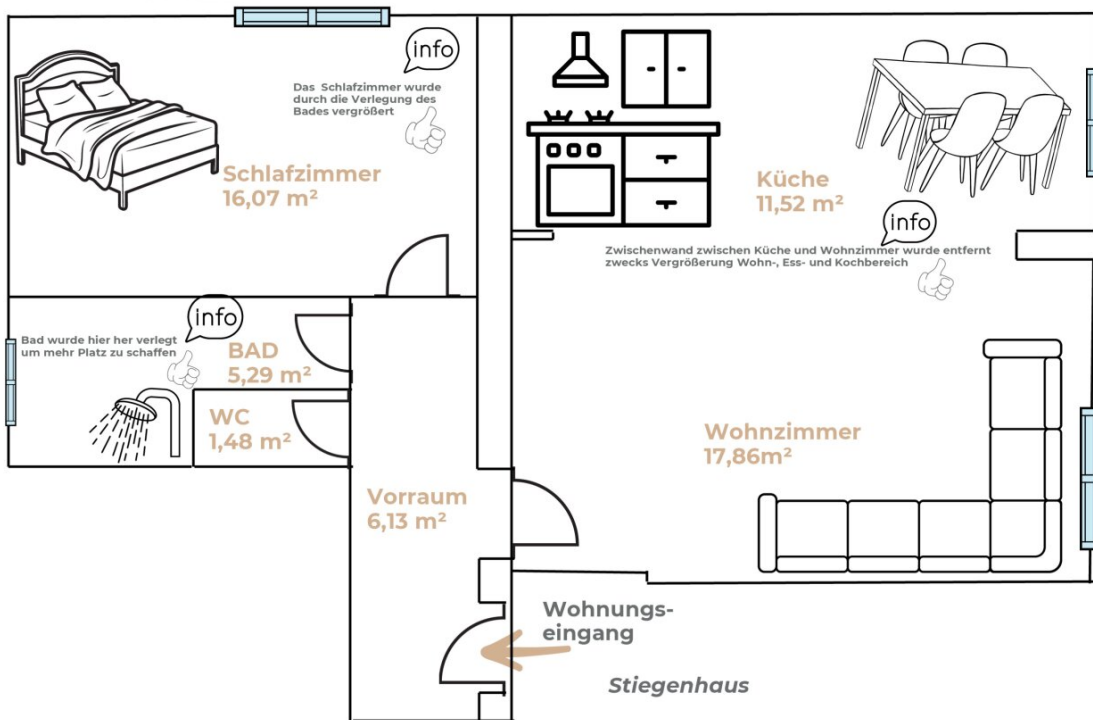 info
Das Schlafzimmer wurde
durch die Verlegung des
Bades vergrößert
Schlafzimmer
16,07 m²
Küche
11,52 m²
info
Zwischenwand zwischen Küche und Wohnzimmer wurde entfernt
zwecks Vergrößerung Wohn-, Ess- und Kochbereich
info
Bad wurde hier her verlegt
um mehr Platz zu schaffen
BAD
5,29 m²
WC
1,48 m²
Wohnzimmer
17,86m²
Vorraum
6,13 m²
Wohnungs-
eingang
Stiegenhaus